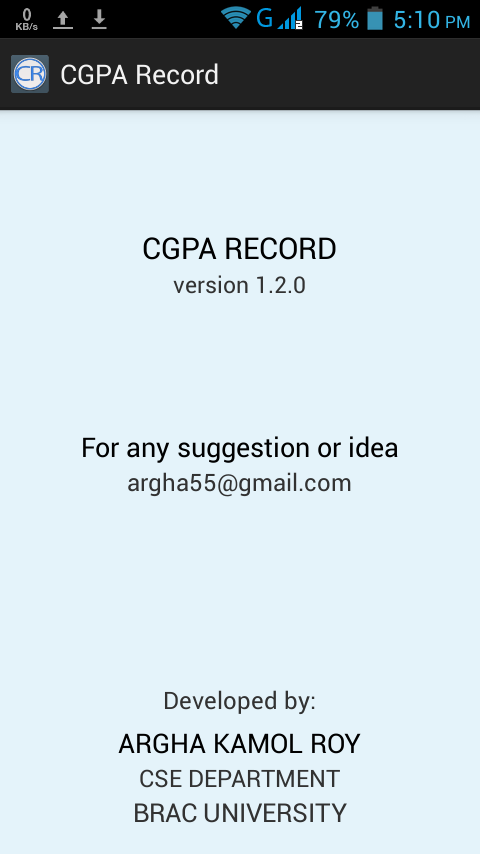 0
KB/s
G
2
79%
5:10 PM
CR
CGPA Record
CGPA RECORD
version 1.2.0
For any suggestion or idea
argha55@gmail.com
Developed by:
ARGHA KAMOL ROY
CSE DEPARTMENT
BRAC UNIVERSITY